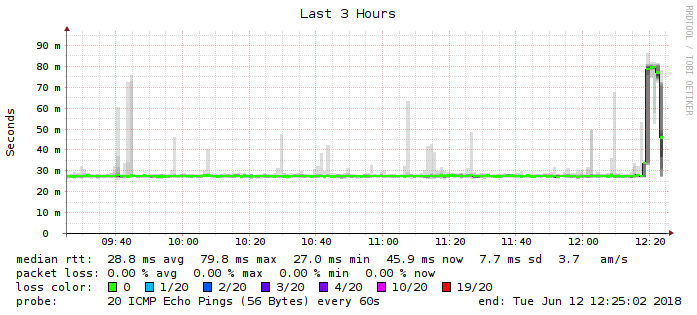 Last 3 Hours
RRDTOOL / TOBI OETIKER
Seconds
90 m
80 m
70 m
60 m
50 m
40 m
30 m
20 m
10 m
0
09:40 10:00 10:20 10:40 11:00 11:20 11:40 12:00 12:20
median rtt: 28.8 ms avg 79.8 ms max 27.0 ms min 45.9 ms now 7.7 ms sd 3.7 am/s
packet loss: 0.00 % avg 0.00 % max 0.00 % min 0.00 % now
loss color: 0 1/20 2/20 3/20 4/20 10/20 19/20
probe: 20 ICMP Echo Pings (56 Bytes) every 60s end: Tue Jun 12 12:25:02 2018